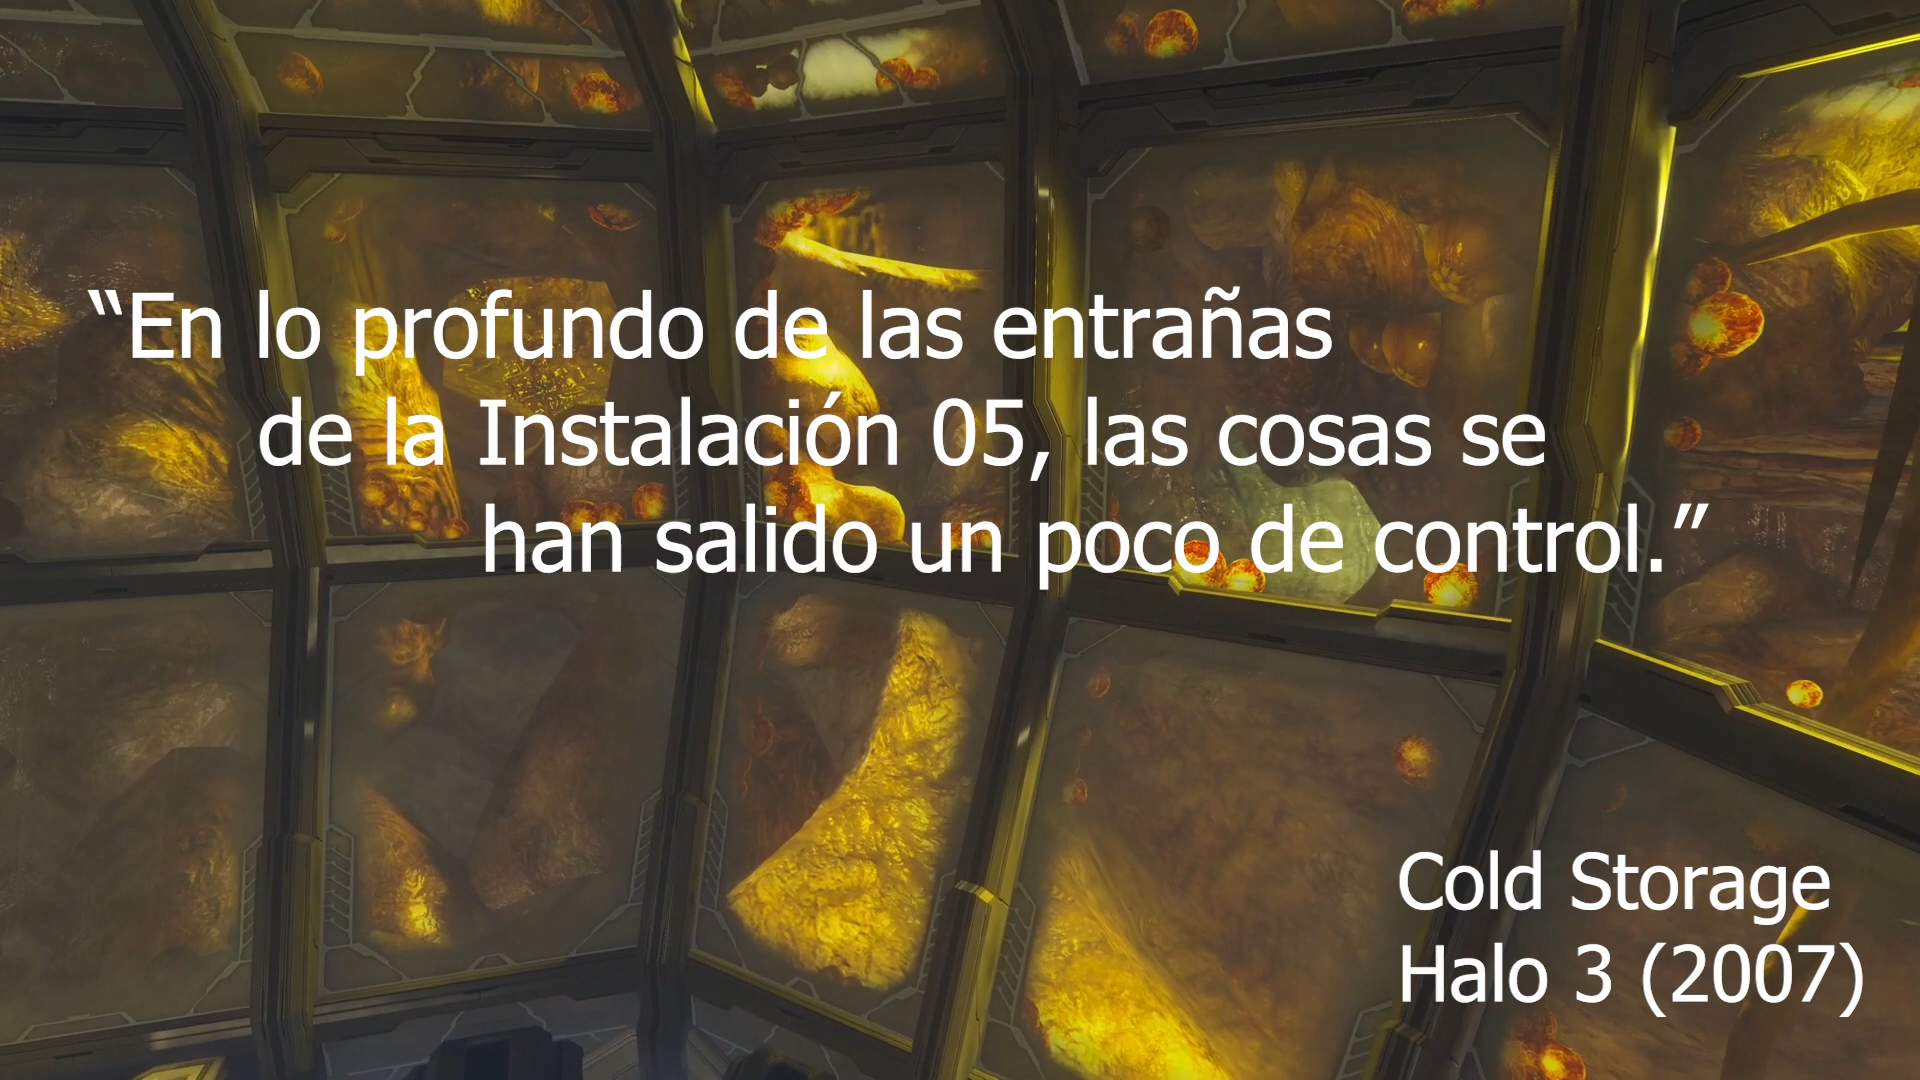 “En lo profundo de las entrañas
de la Instalación 05, las cosas se
han salido un poco de control.”
Cold Storage
Halo 3 (2007)